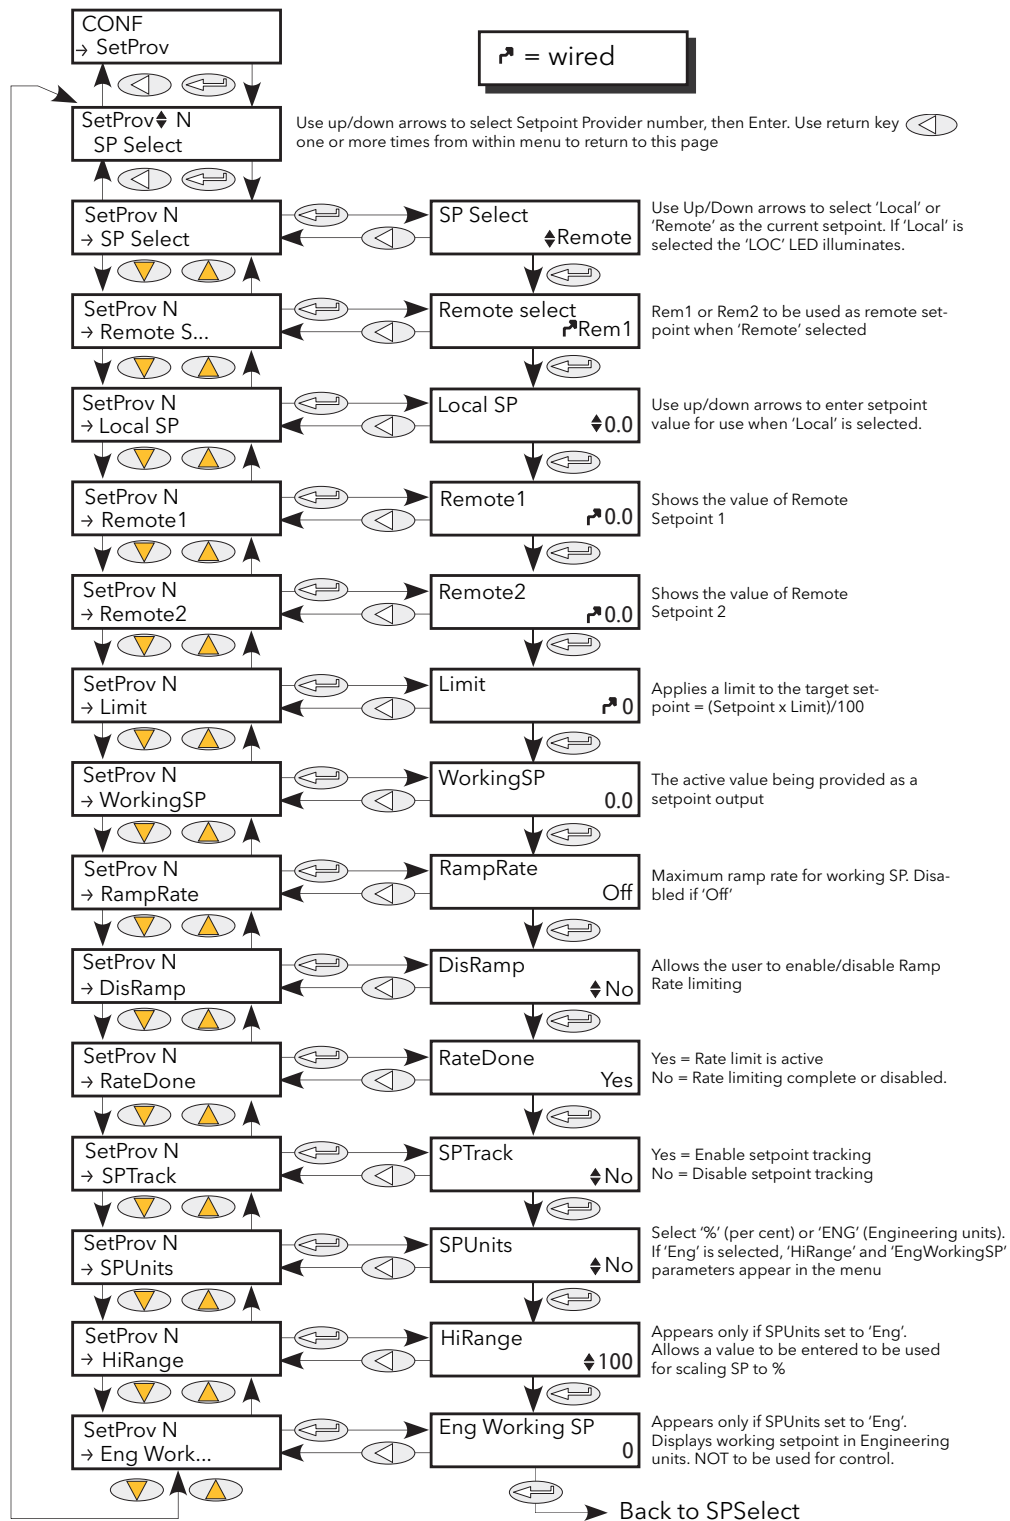 CONF
→ SetProv
= wired
SetProv N
SP Select
Use up/down arrows to select Setpoint Provider number, then Enter. Use return key
one or more times from within menu to return to this page
SetProv N
→ SP Select
SP Select
Remote
Use Up/Down arrows to select ‘Local’ or
‘Remote’ as the current setpoint. If ‘Local’ is
selected the ‘LOC’ LED illuminates.
SetProv N
→ Remote S...
Remote select
Rem1
Rem1 or Rem2 to be used as remote set-
point when ‘Remote’ selected
SetProv N
→ Local SP
Local SP
0.0
Use up/down arrows to enter setpoint
value for use when ‘Local’ is selected.
SetProv N
→ Remote1
Remote1
0.0
Shows the value of Remote
Setpoint 1
SetProv N
→ Remote2
Remote2
0.0
Shows the value of Remote
Setpoint 2
SetProv N
→ Limit
Limit
0
Applies a limit to the target set-
point = (Setpoint x Limit)/100
SetProv N
→ WorkingSP
WorkingSP
0.0
The active value being provided as a
setpoint output
SetProv N
→ RampRate
RampRate
Off
Maximum ramp rate for working SP. Disa-
bled if ‘Off‘
SetProv N
→ DisRamp
DisRamp
No
Allows the user to enable/disable Ramp
Rate limiting
SetProv N
→ RateDone
RateDone
Yes
Yes = Rate limit is active
No = Rate limiting complete or disabled.
SetProv N
→ SPTrack
SPTrack
No
Yes = Enable setpoint tracking
No = Disable setpoint tracking
SetProv N
→ SPUnits
SPUnits
No
Select ‘%’ (per cent) or ‘ENG’ (Engineering units).
If ‘Eng’ is selected, ‘HiRange’ and ‘EngWorkingSP’
parameters appear in the menu
SetProv N
→ HiRange
HiRange
100
Appears only if SPUnits set to ‘Eng’.
Allows a value to be entered to be used
for scaling SP to %
SetProv N
→ Eng Work...
Eng Working SP
0
Appears only if SPUnits set to ‘Eng’.
Displays working setpoint in Engineering
units. NOT to be used for control.
Back to SPSelect